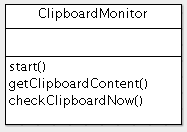 ClipboardMonitor
start()
getClipboardContent()
checkClipboardNow()